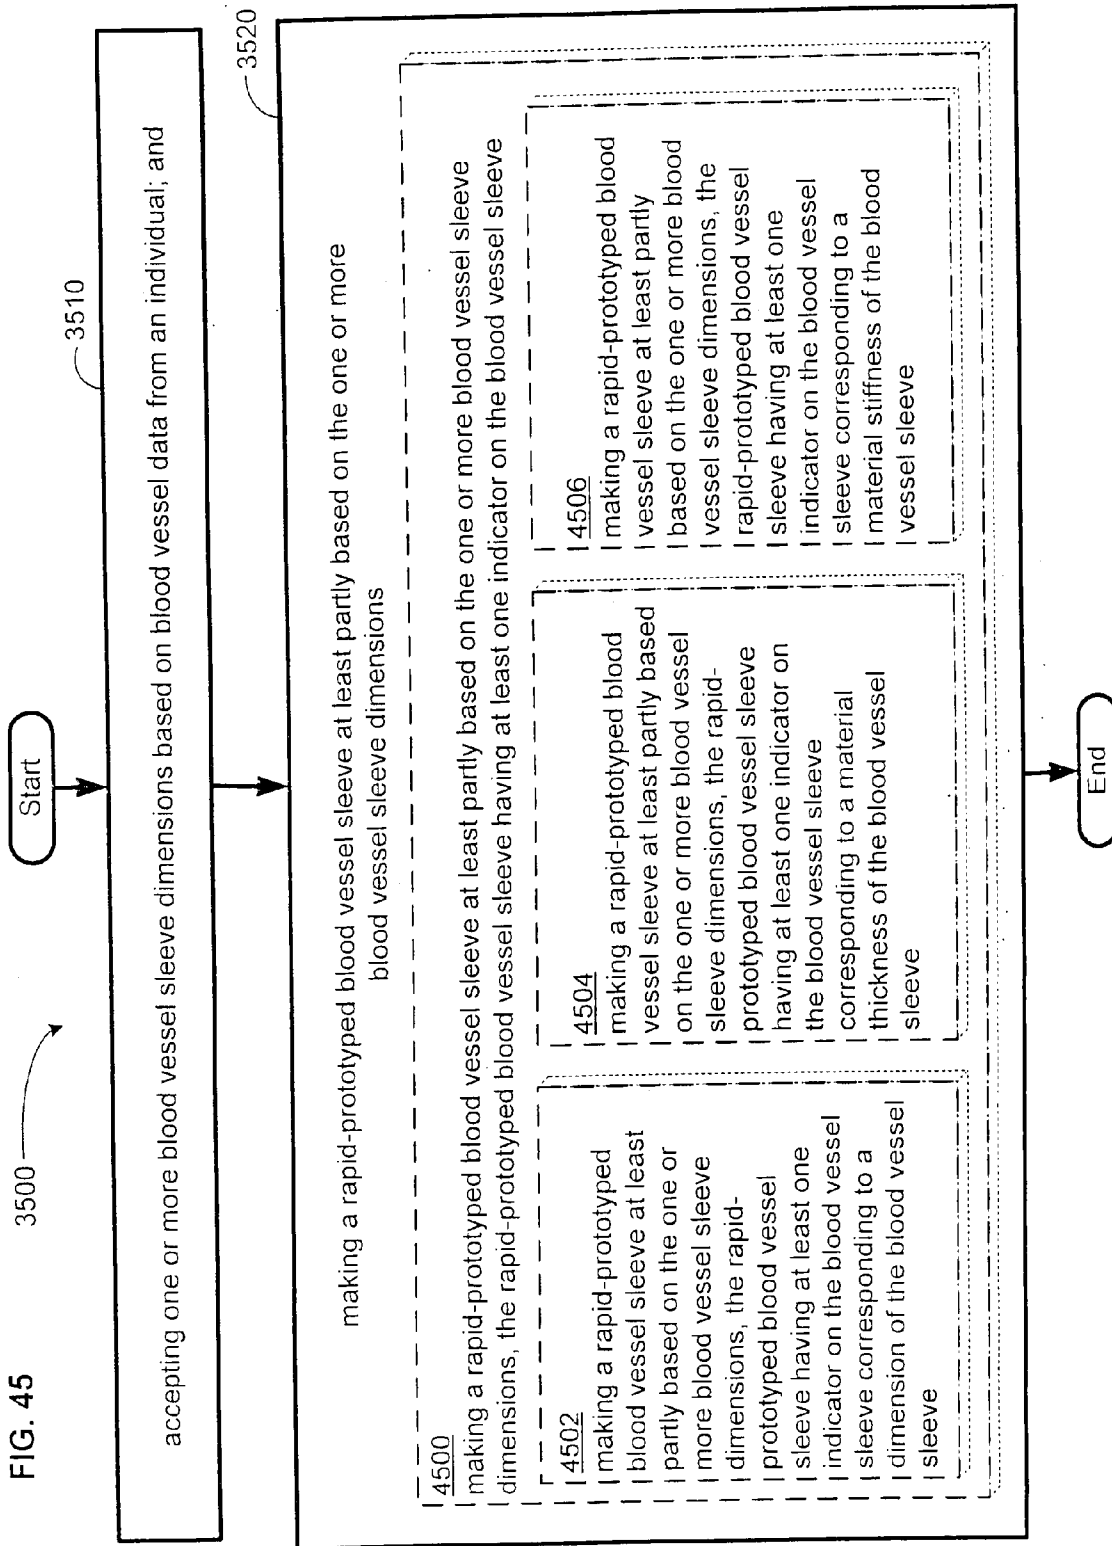 FIG. 45
3500
Start
3510
accepting one or more blood vessel sleeve dimensions based on blood vessel data from an individual; and
3520
making a rapid-prototyped blood vessel sleeve at least partly based on the one or more
blood vessel sleeve dimensions
4500
making a rapid-prototyped blood vessel sleeve at least partly based on the one or more blood vessel sleeve
dimensions, the rapid-prototyped blood vessel sleeve having at least one indicator on the blood vessel sleeve
4502
making a rapid-prototyped
blood vessel sleeve at least
partly based on the one or
more blood vessel sleeve
dimensions, the rapid-
prototyped blood vessel
sleeve having at least one
indicator on the blood vessel
sleeve corresponding to a
dimension of the blood vessel
sleeve
4504
making a rapid-prototyped blood
vessel sleeve at least partly based
on the one or more blood vessel
sleeve dimensions, the rapid-
prototyped blood vessel sleeve
having at least one indicator on
the blood vessel sleeve
corresponding to a material
thickness of the blood vessel
sleeve
4506
making a rapid-prototyped blood
vessel sleeve at least partly
based on the one or more blood
vessel sleeve dimensions, the
rapid-prototyped blood vessel
sleeve having at least one
indicator on the blood vessel
sleeve corresponding to a
material stiffness of the blood
vessel sleeve
End